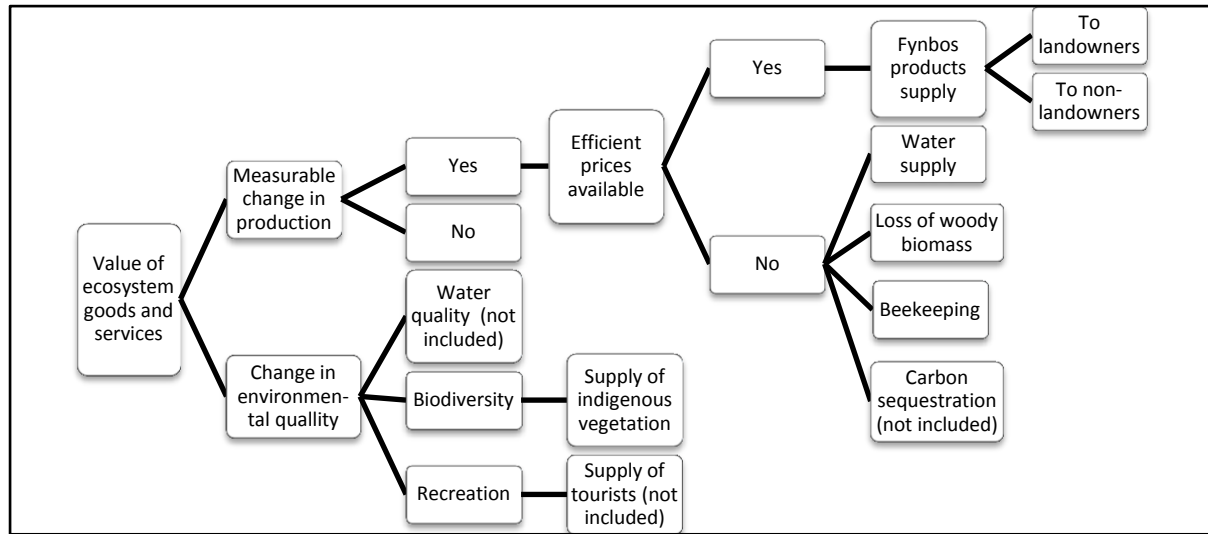 Value of
ecosystem
goods and
services
Measurable
change in
production
Yes
No
Efficient
prices
available
Yes
Fynbos
products
supply
To
landowners
To non-
landowners
No
Water
supply
Loss of woody
biomass
Beekeeping
Carbon
sequestration
(not included)
Change in
environmen-
tal quallity
Water
quality (not
included)
Biodiversity
Supply of
indigenous
vegetation
Recreation
Supply of
tourists (not
included)